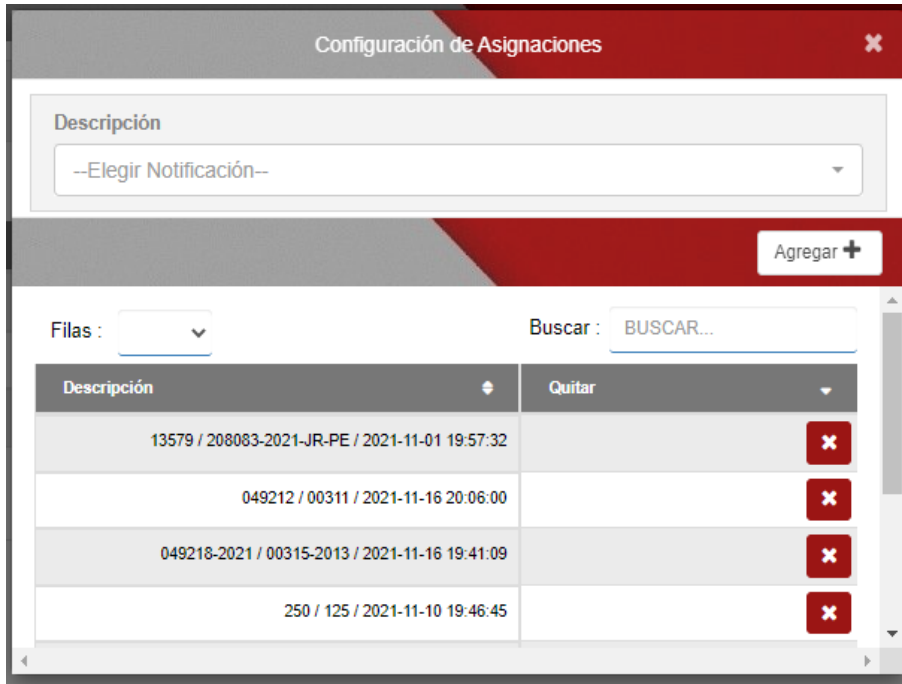 Configuración de Asignaciones
Descripción
--Elegir Notificación--
Agregar
Filas :
Buscar : BUSCAR...
Descripción Quitar
13579 / 208083-2021-JR-PE / 2021-11-01 19:57:32
049212 / 00311 / 2021-11-16 20:06:00
049218-2021 / 00315-2013 / 2021-11-16 19:41:09
250 / 125 / 2021-11-10 19:46:45